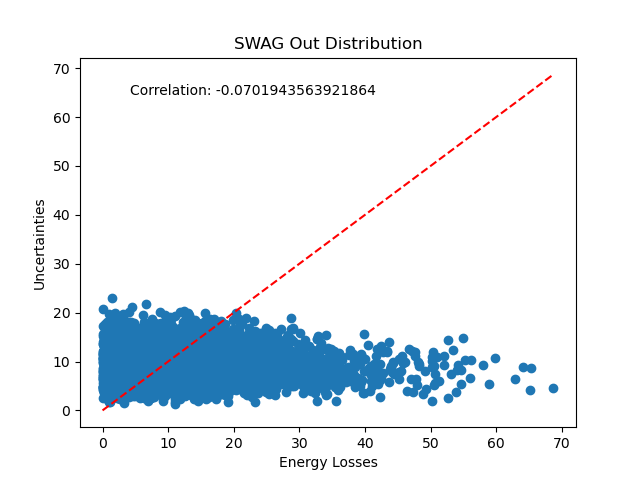 SWAG Out Distribution
Correlation: -0.0701943563921864
Uncertainties
70
60
50
40
30
20
10
0
0 10 20 30 40 50 60 70
Energy Losses